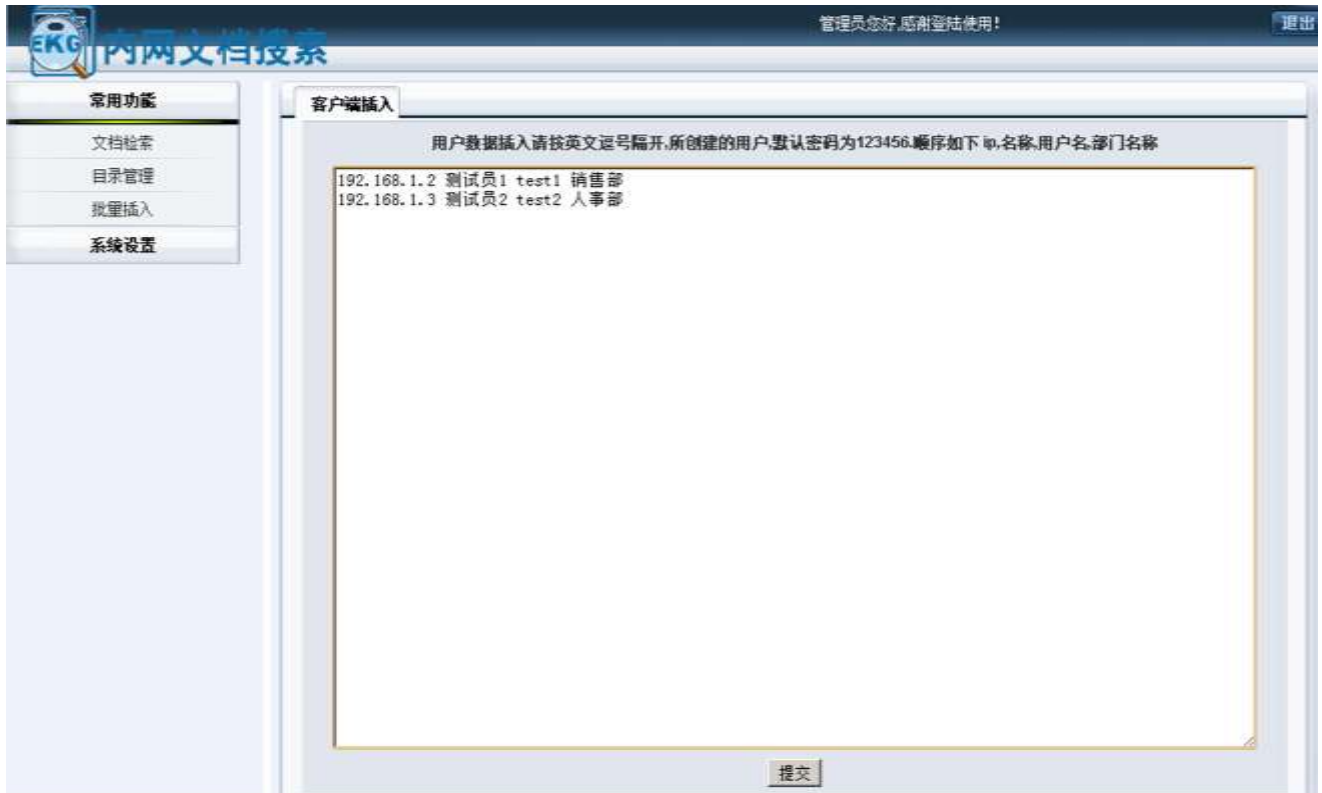 管理员您好,感谢登陆使用!
退出
EKG 内网文档搜索
常用功能
文档检索
目录管理
批里插入
系统设置
客户端插入
用户数据插入请按英文逗号隔开,所创建的用户,默认密码为123456.顺序如下 ip,名称,用户名,部门名称
192.168.1.2 测试员1 test1 销售部
192.168.1.3 测试员2 test2 人事部
提交